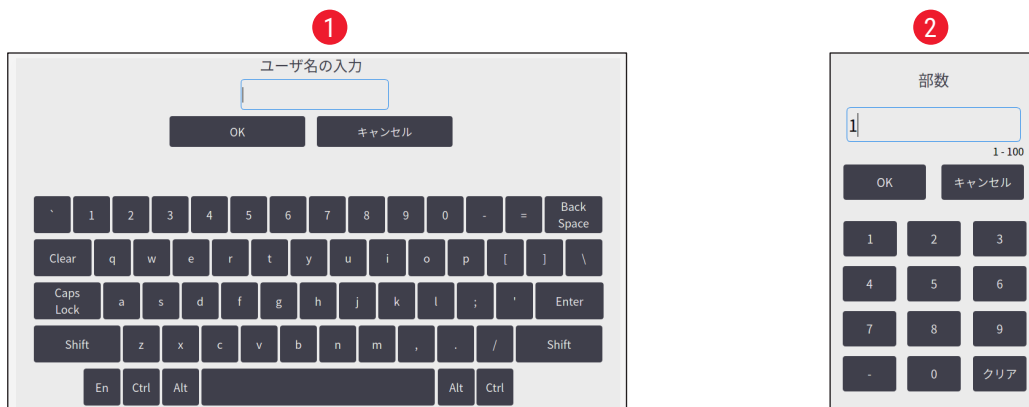 1
ユーザ名の入力
OK キャンセル
` 1 2 3 4 5 6 7 8 9 0 - = Back Space
Clear q w e r t y u i o p [ ] \
Caps Lock a s d f g h j k l ; ' Enter
Shift z x c v b n m , . / Shift
En Ctrl Alt Alt Ctrl
2
部数
1
1 - 100
OK キャンセル
1 2 3
4 5 6
7 8 9
- 0 クリア